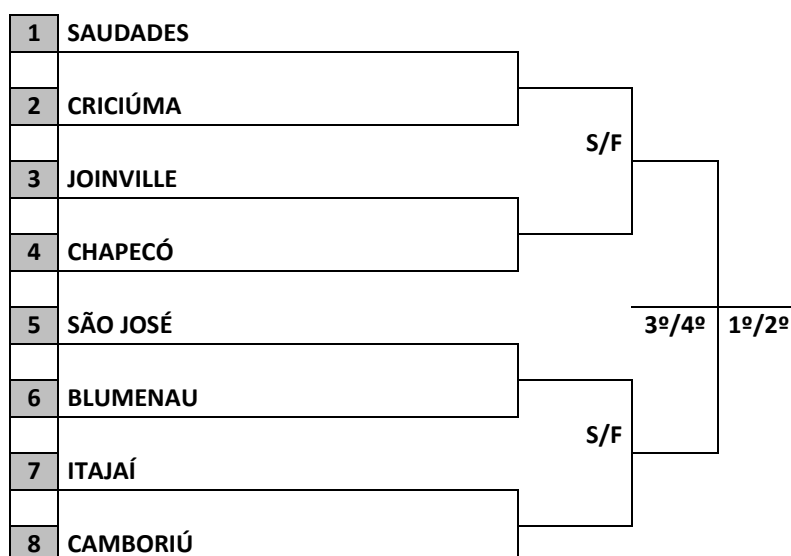 1 SAUDADES
2 CRICIÚMA
S/F
3 JOINVILLE
4 CHAPECÓ
5 SÃO JOSÉ 3º/4º 1º/2º
6 BLUMENAU
S/F
7 ITAJAÍ
8 CAMBORIÚ